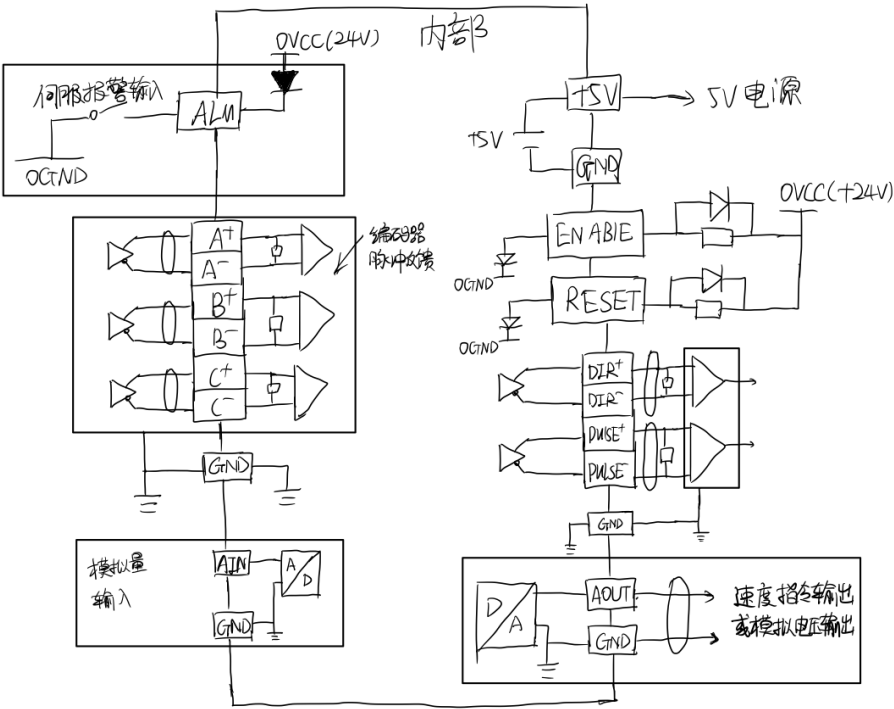 内部
OVCC(24V)
伺服报警输入
ALM
OGND
A+
A-
B+
B-
C+
C-
编码器
脉冲反馈
GND
模拟量
输入
AIN
A
D
GND
+5V
5V电源
+5V
GND
OVCC(+24V)
ENABIE
OGND
RESET
OGND
DIR+
DIR-
PULSE+
PULSE-
GND
D
A
AOUT
GND
速度指令输出
或模拟电压输出